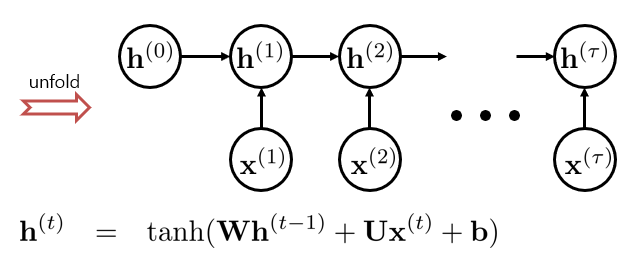 h^(0) h^(1) h^(2) h^(τ)
unfold
x^(1) x^(2) • • • x^(τ)
h^(t) = tanh(Wh^(t−1) + Ux^(t) + b)